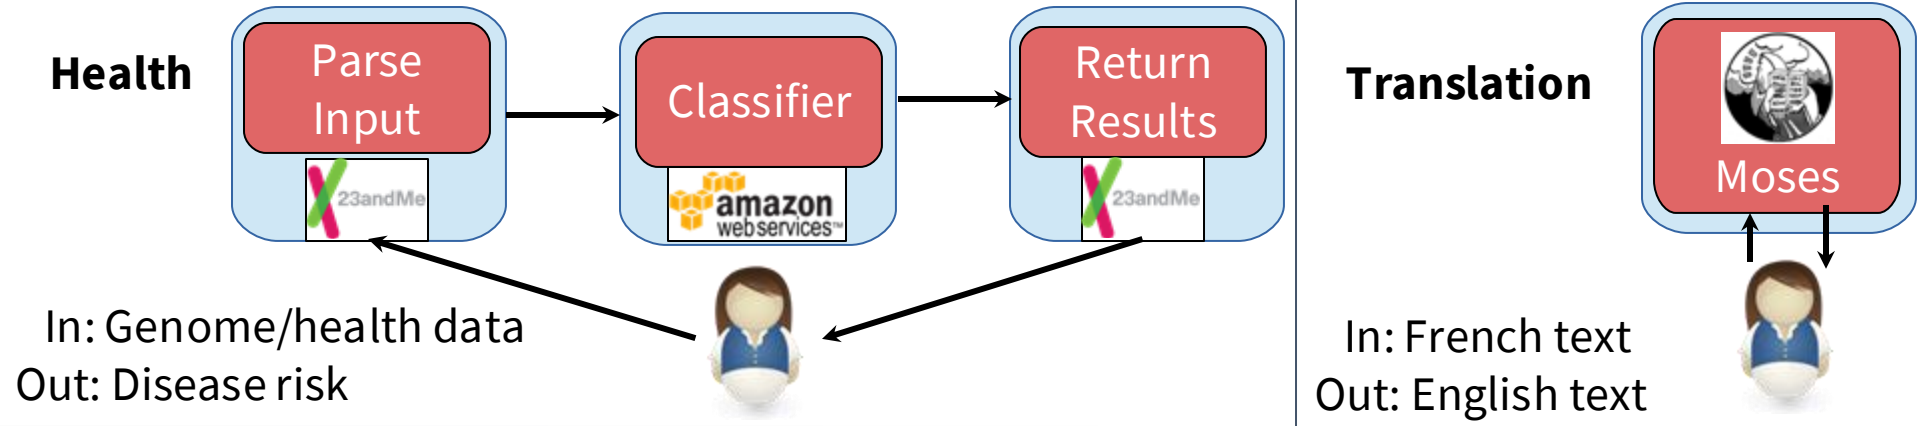 Health
Parse
Input
23andMe
Classifier
amazon
webservices™
Return
Results
23andMe
In: Genome/health data
Out: Disease risk
Translation
Moses
In: French text
Out: English text